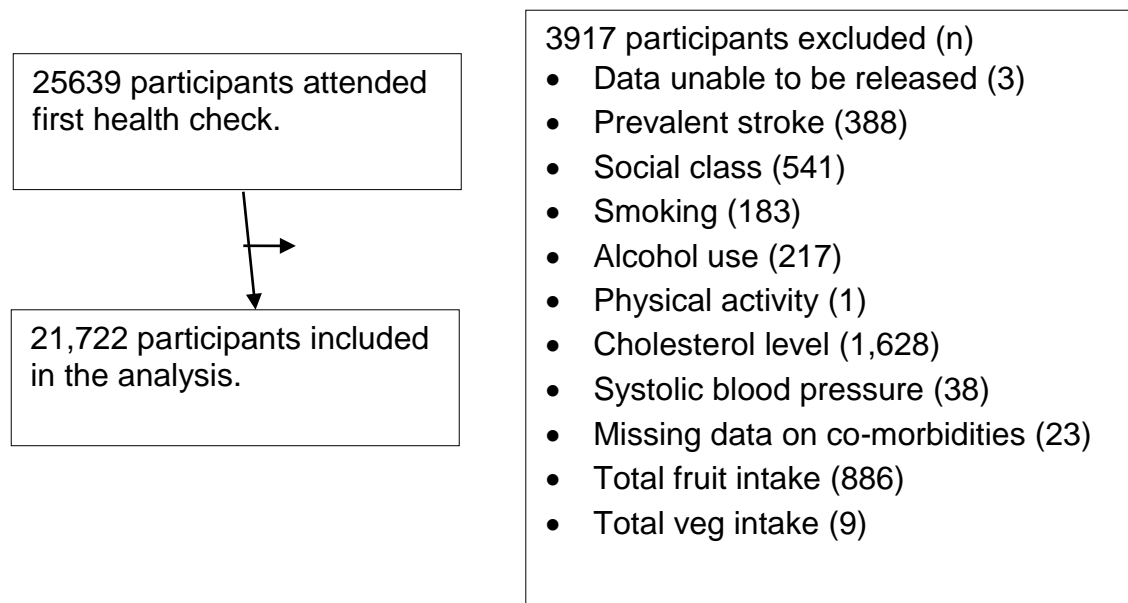 25639 participants attended
first health check.
21,722 participants included
in the analysis.
3917 participants excluded (n)
• Data unable to be released (3)
• Prevalent stroke (388)
• Social class (541)
• Smoking (183)
• Alcohol use (217)
• Physical activity (1)
• Cholesterol level (1,628)
• Systolic blood pressure (38)
• Missing data on co-morbidities (23)
• Total fruit intake (886)
• Total veg intake (9)